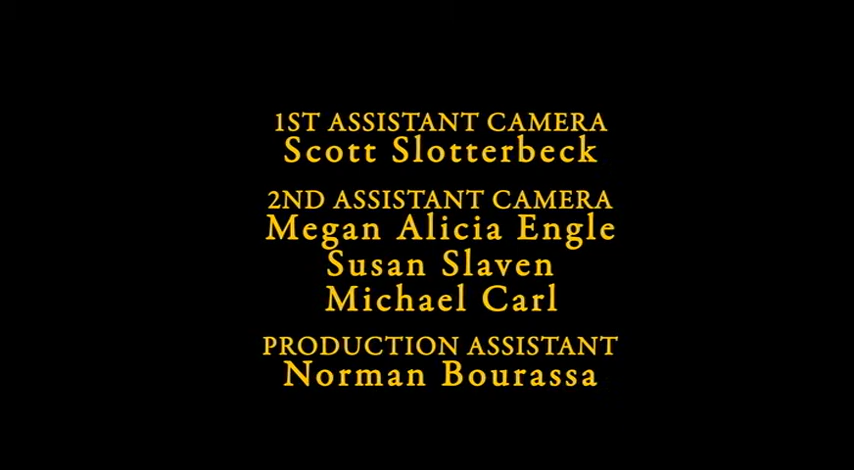 1ST ASSISTANT CAMERA
Scott Slotterbeck
2ND ASSISTANT CAMERA
Megan Alicia Engle
Susan Slaven
Michael Carl
PRODUCTION ASSISTANT
Norman Bourassa